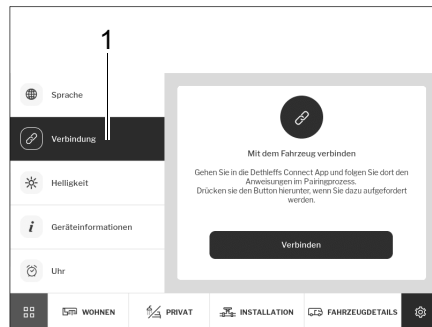 1
Sprache
Verbindung
Helligkeit
Geräteinformationen
Uhr
Mit dem Fahrzeug verbinden
Gehen Sie in die Dethleffs Connect App und folgen Sie dort den
Anweisungen im Pairingprozess.
Drücken sie den Button hierunter, wenn Sie dazu aufgefordert
werden.
Verbinden
WOHNEN
PRIVAT
INSTALLATION
FAHRZEUGDETAILS